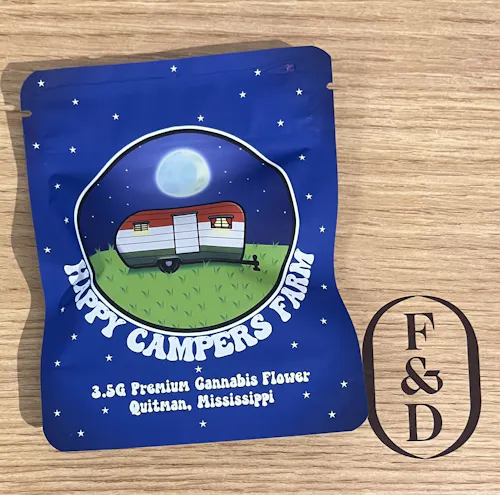 HAPPY CAMPERS FARM
3.5G Premium Cannabis Flower
Quitman, Mississippi
F
&
D